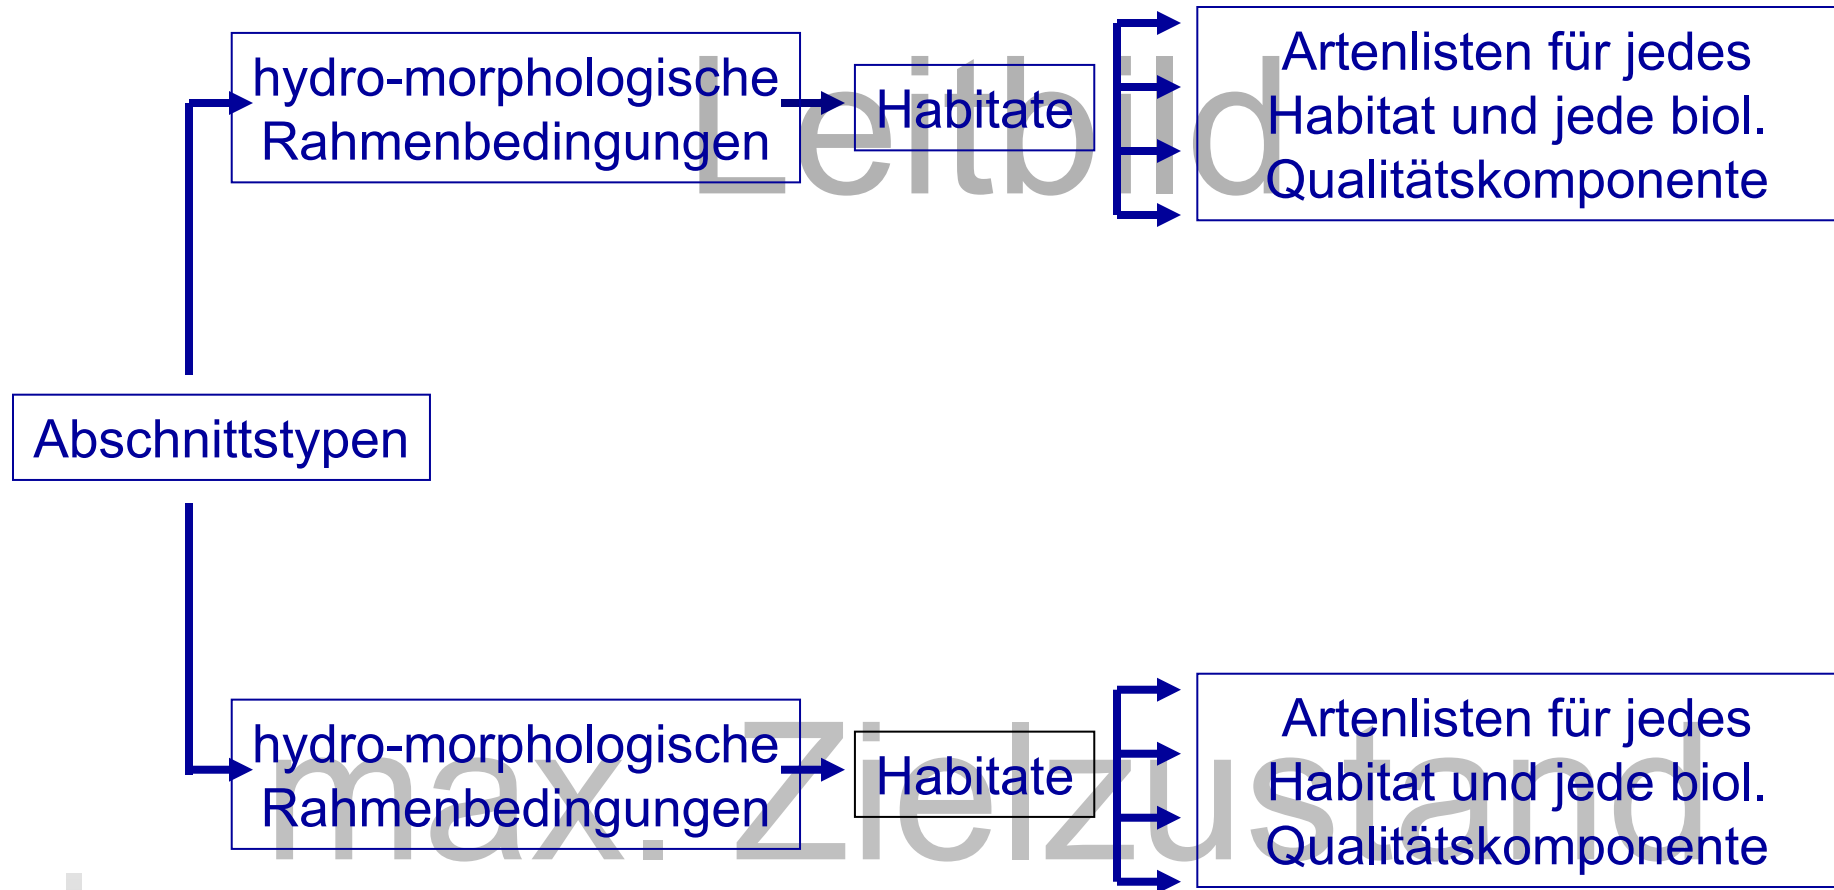 Leitbild
hydro-morphologische
Rahmenbedingungen
Habitate
Artenlisten für jedes
Habitat und jede biol.
Qualitätskomponente
Abschnittstypen
max. Zielzustand
hydro-morphologische
Rahmenbedingungen
Habitate
Artenlisten für jedes
Habitat und jede biol.
Qualitätskomponente